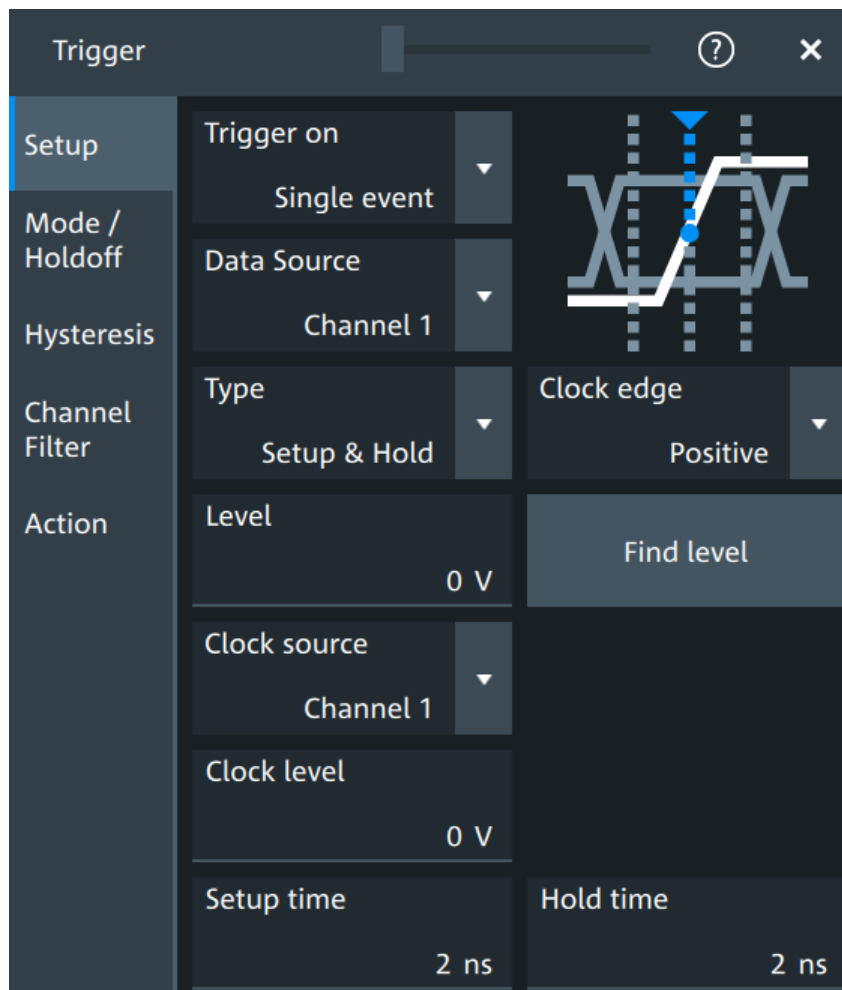 Trigger
?
Setup
Mode /
Holdoff
Hysteresis
Channel
Filter
Action
Trigger on
Single event
Data Source
Channel 1
Type
Setup & Hold
Clock edge
Positive
Level
0 V
Find level
Clock source
Channel 1
Clock level
0 V
Setup time
2 ns
Hold time
2 ns